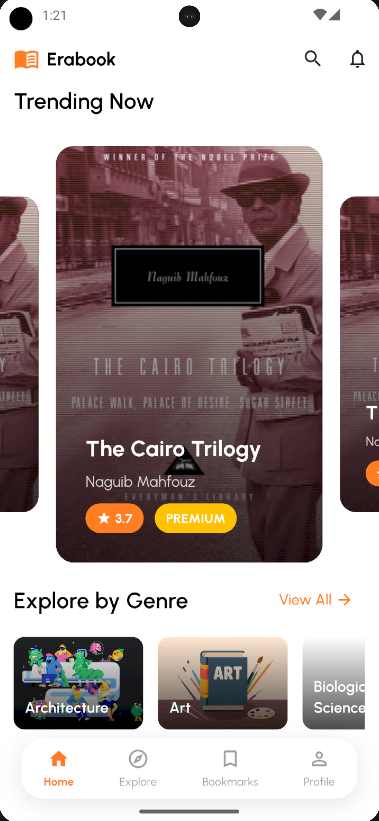 1:21
Erabook
Trending Now
WINNER OF THE NOBEL PRIZE
Naguib Mahfouz
THE CAIRO TRILOGY
PALACE WALK, PALACE OF DESIRE, SUGAR STREET
The Cairo Trilogy
Naguib Mahfouz
EVERYMAN'S LIBRARY
3.7
PREMIUM
Explore by Genre
View All
ART
Architecture
Art
Science
Home
Explore
Bookmarks
Profile